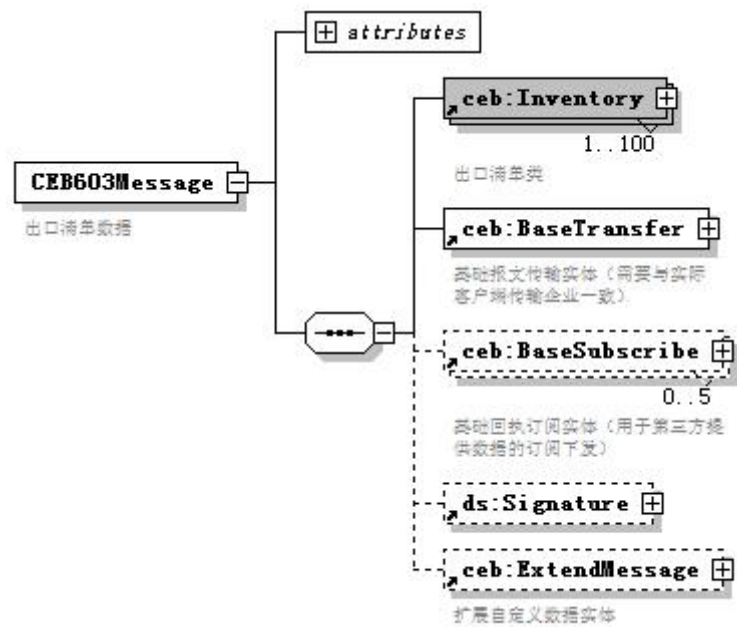 attributes
ceb:Inventory
1..100
出口清单类
CEB603Message
出口清单数据
ceb:BaseTransfer
基础报文传输实体（需要与实际
客户端传输企业一致）
ceb:BaseSubscribe
0..5
基础回执订阅实体（用于第三方提
供数据的订阅下发）
ds:Signature
ceb:ExtendMessage
扩展自定义数据实体